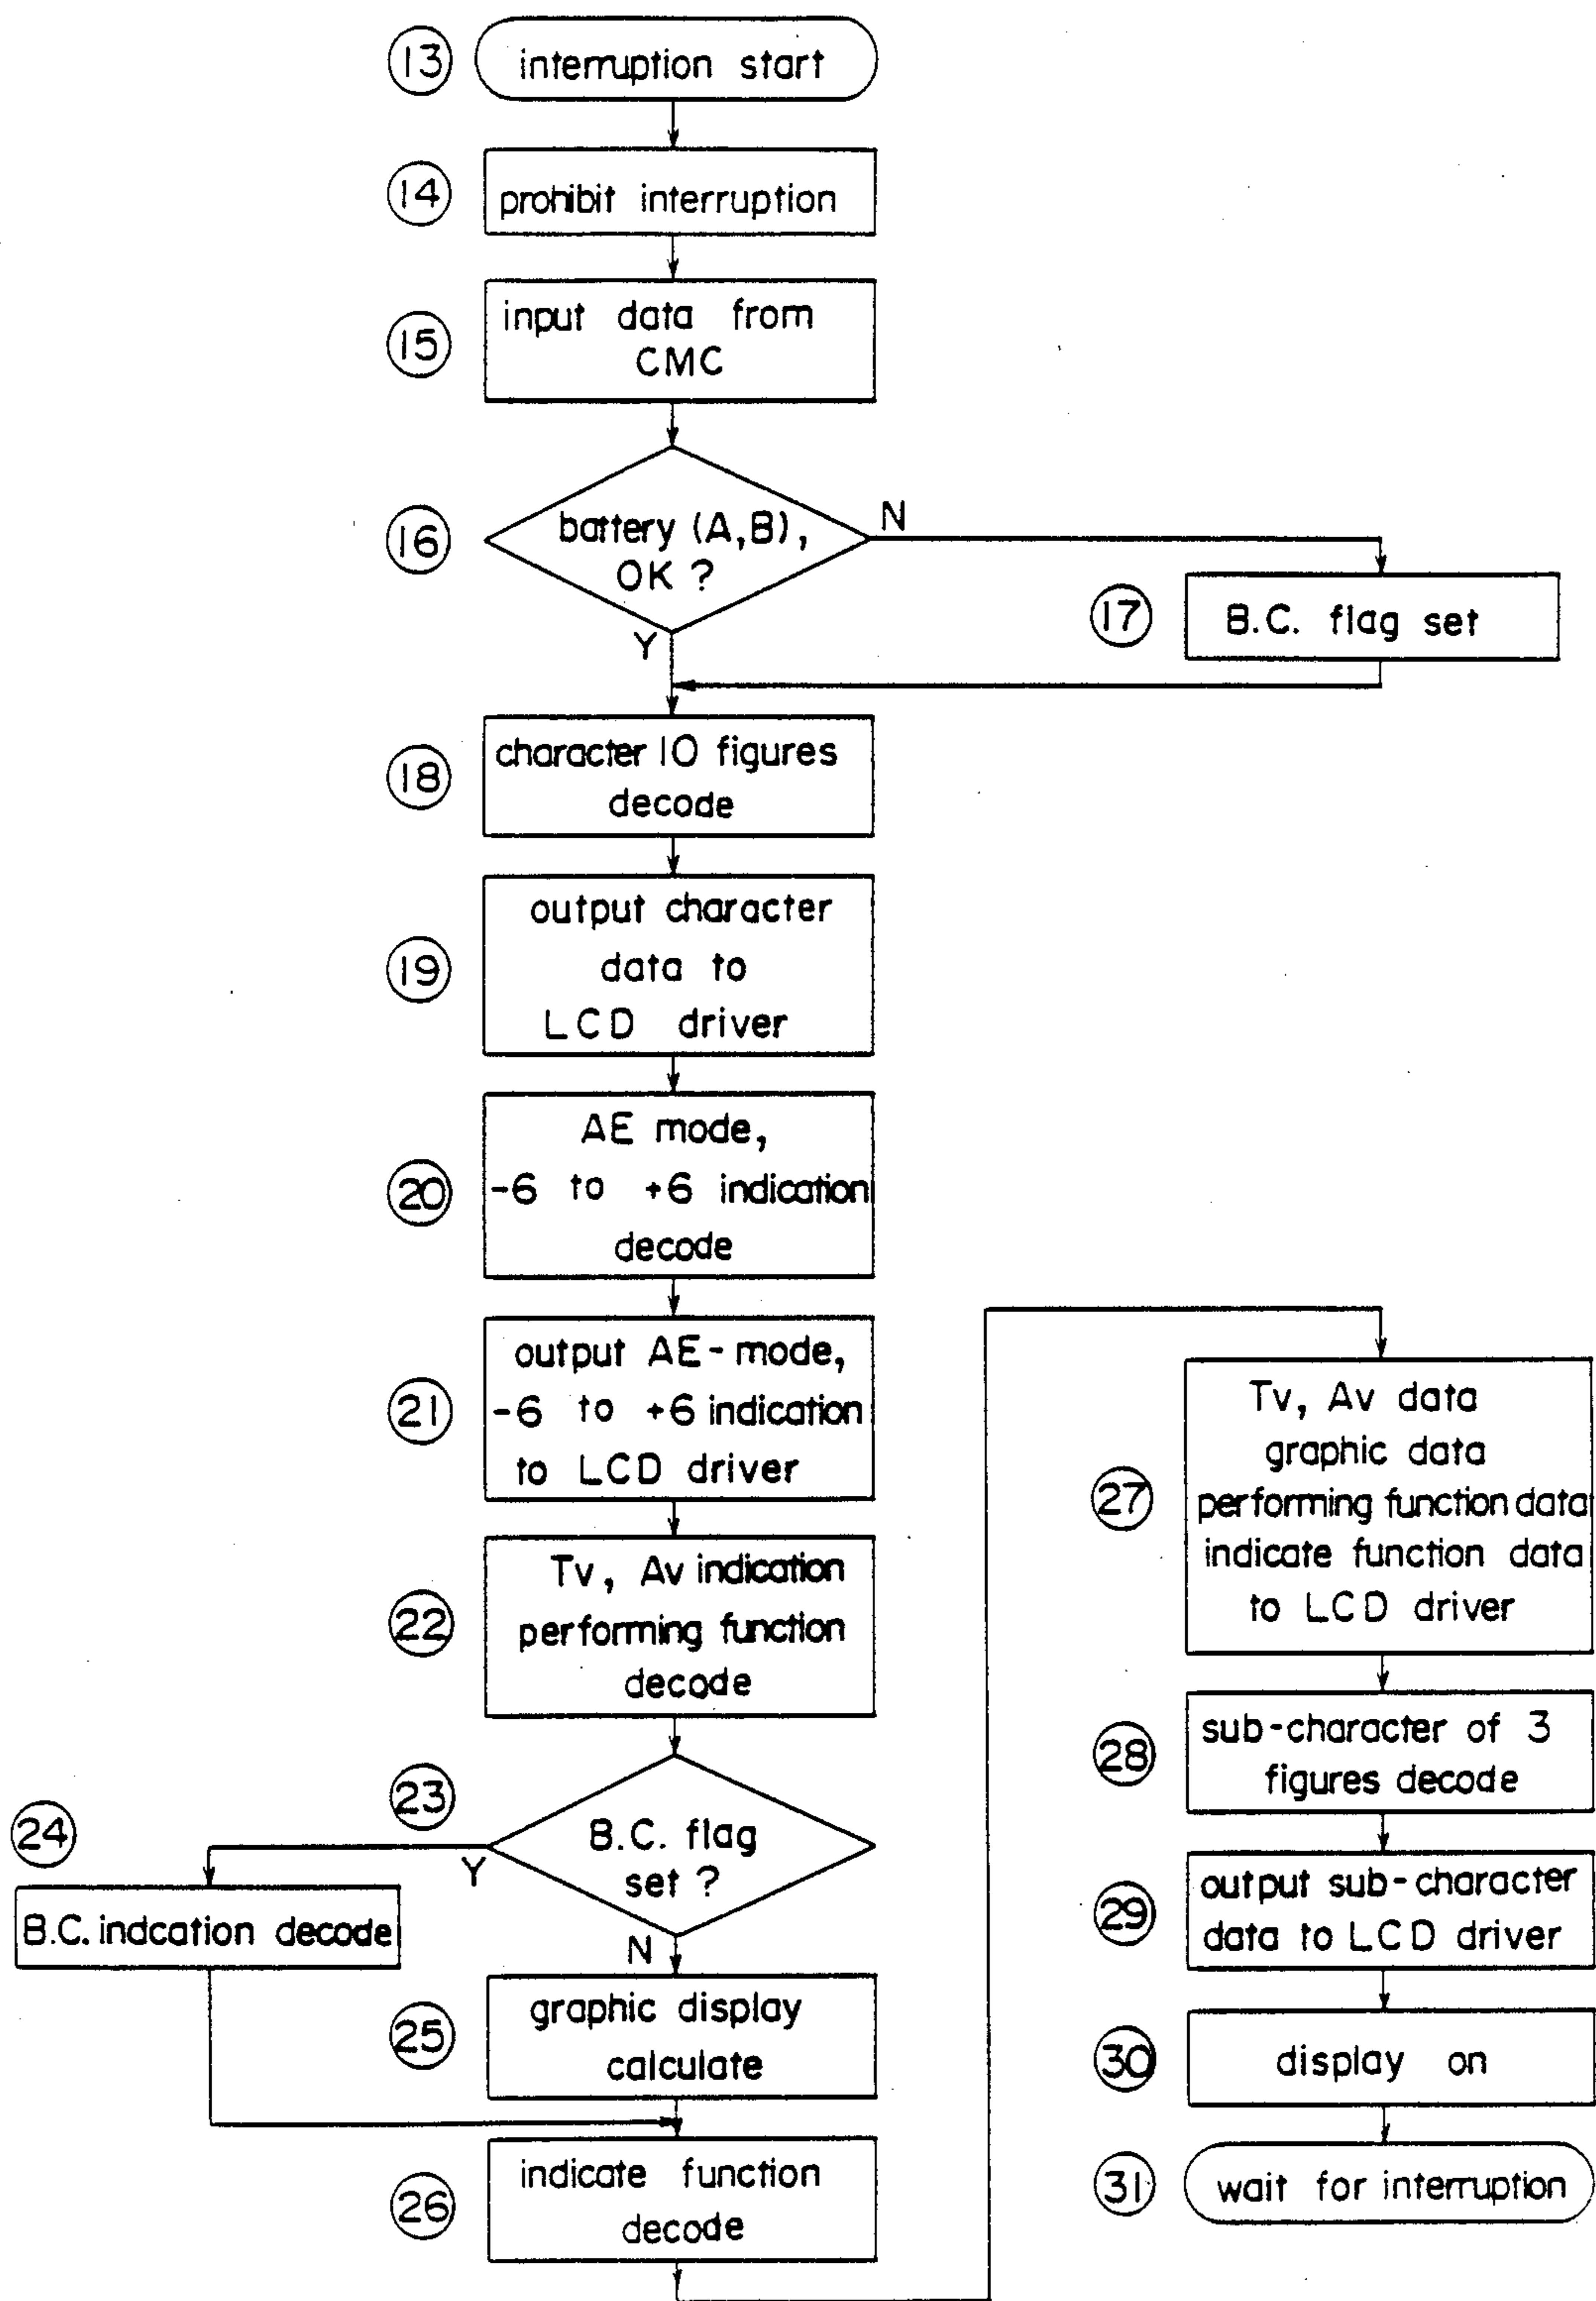 13
interruption start
14
prohibit interruption
15
input data from
CMC
16
battery (A,B),
OK ?
N
Y
17
B.C. flag set
18
character 10 figures
decode
19
output character
data to
LCD driver
20
AE mode,
-6 to +6 indication
decode
21
output AE-mode,
-6 to +6 indication
to LCD driver
22
Tv, Av indication
performing function
decode
23
B.C. flag
set ?
Y
N
24
B.C. indcation decode
25
graphic display
calculate
26
indicate function
decode
27
Tv, Av data
graphic data
performing function data
indicate function data
to LCD driver
28
sub-character of 3
figures decode
29
output sub-character
data to LCD driver
30
display on
31
wait for interruption